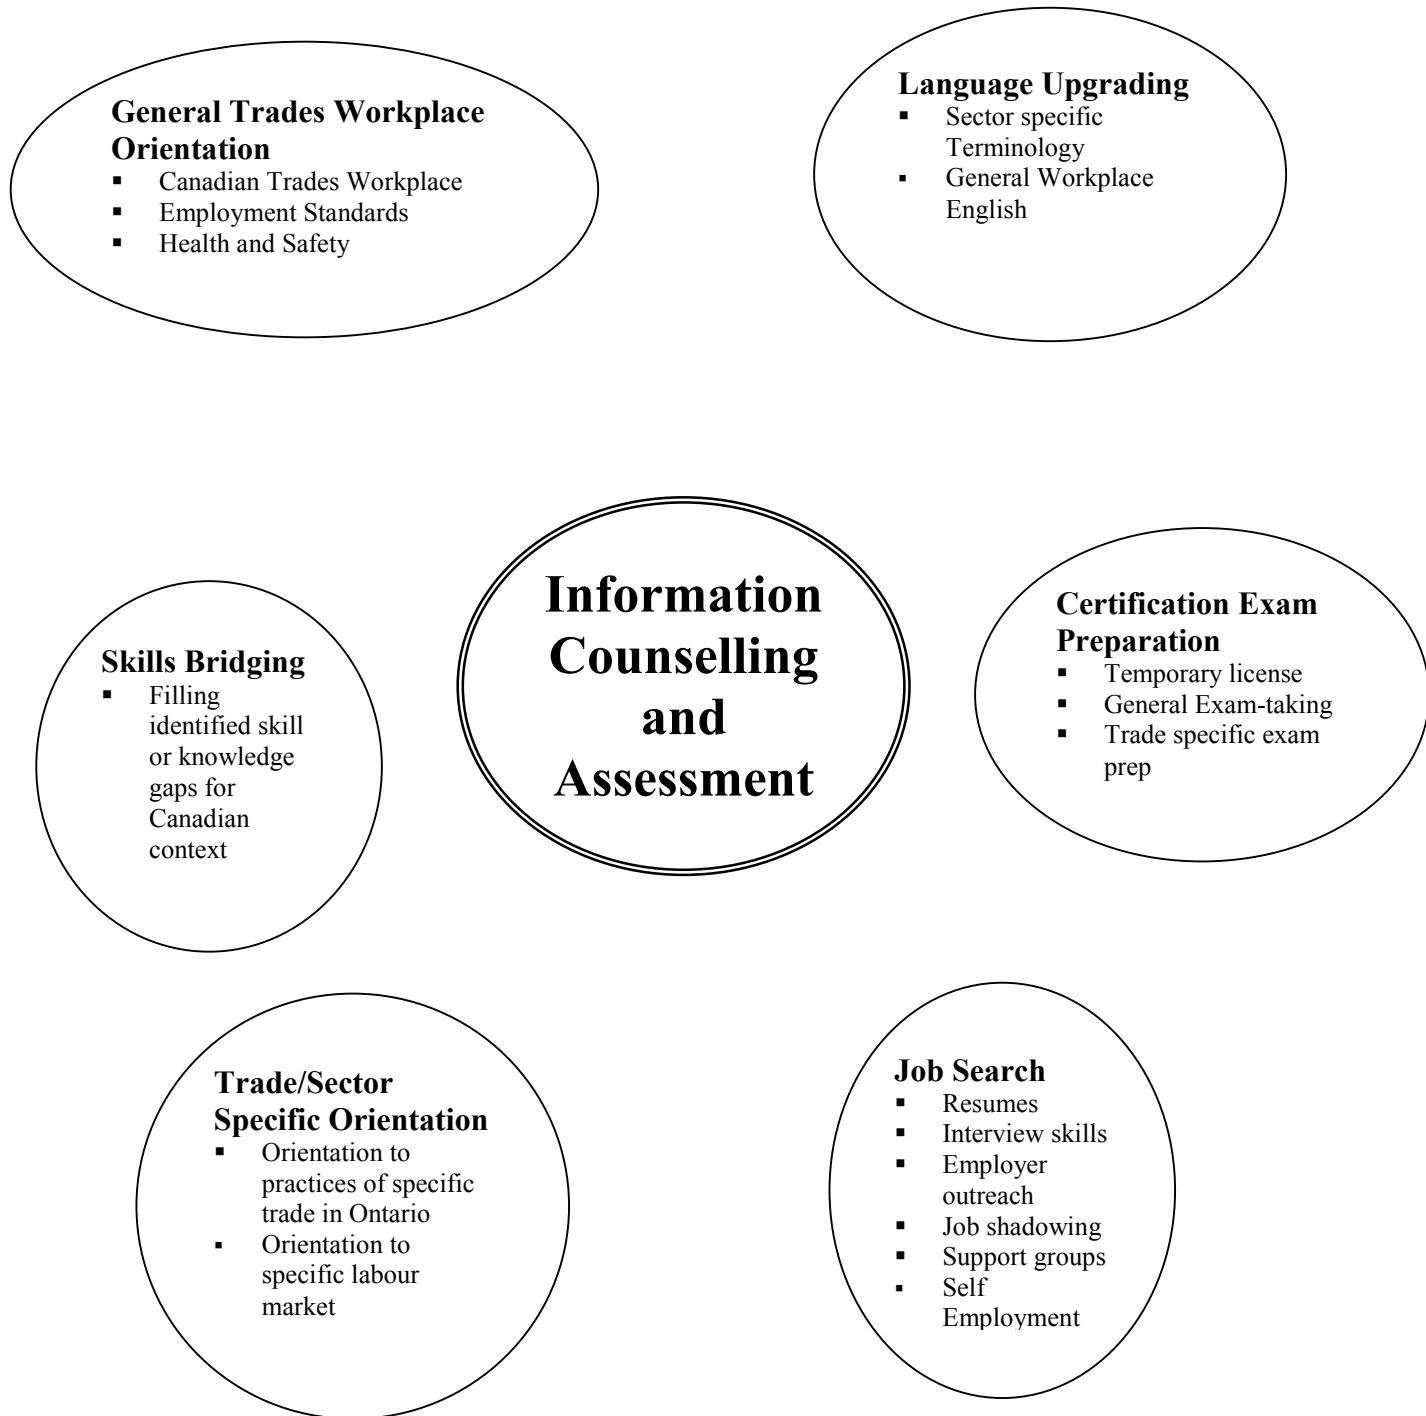 General Trades Workplace
Orientation
▪ Canadian Trades Workplace
▪ Employment Standards
▪ Health and Safety
Language Upgrading
▪ Sector specific
Terminology
▪ General Workplace
English
Skills Bridging
▪ Filling
identified skill
or knowledge
gaps for
Canadian
context
Information
Counselling
and
Assessment
Certification Exam
Preparation
▪ Temporary license
▪ General Exam-taking
▪ Trade specific exam
prep
Trade/Sector
Specific Orientation
▪ Orientation to
practices of specific
trade in Ontario
▪ Orientation to
specific labour
market
Job Search
▪ Resumes
▪ Interview skills
▪ Employer
outreach
▪ Job shadowing
▪ Support groups
▪ Self
Employment